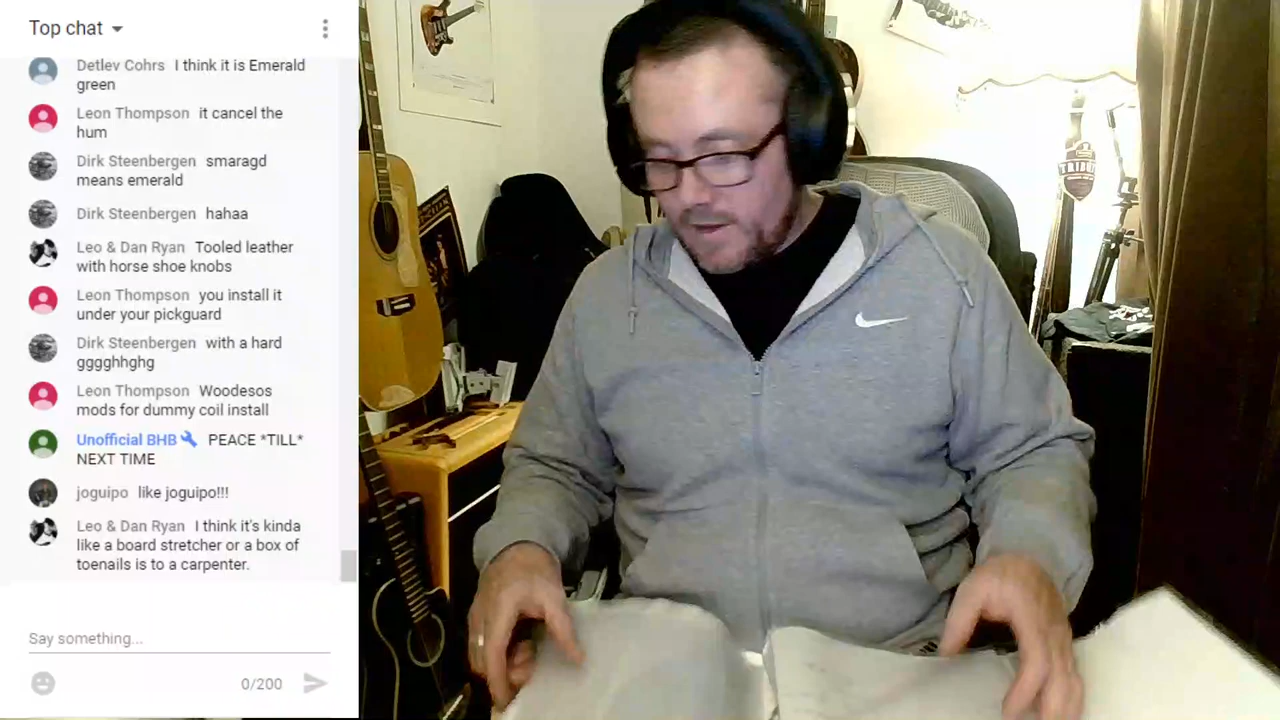 Top chat
Detlev Cohrs I think it is Emerald
green
Leon Thompson it cancel the
hum
Dirk Steenbergen smaragd
means emerald
Dirk Steenbergen hahaa
Leo & Dan Ryan Tooled leather
with horse shoe knobs
Leon Thompson you install it
under your pickguard
Dirk Steenbergen with a hard
gggghhghg
Leon Thompson Woodesos
mods for dummy coil install
Unofficial BHB PEACE *TILL*
NEXT TIME
joguipo like joguipo!!!
Leo & Dan Ryan I think it's kinda
like a board stretcher or a box of
toenails is to a carpenter.
Say something...
0/200